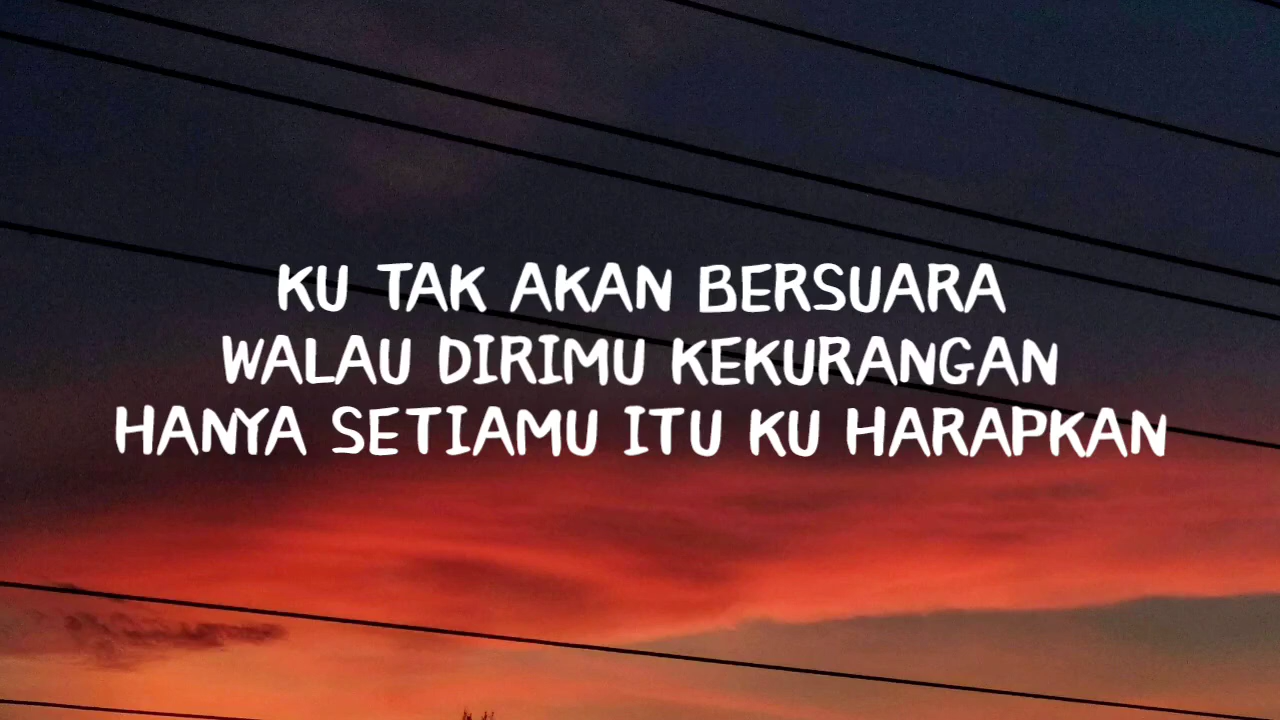 KU TAK AKAN BERSUARA
WALAU DIRIMU KEKURANGAN
HANYA SETIAMU ITU KU HARAPKAN